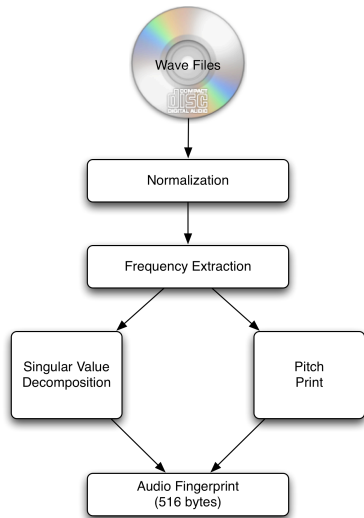 Wave Files
COMPACT
disc
DIGITAL AUDIO
Normalization
Frequency Extraction
Singular Value
Decomposition
Pitch
Print
Audio Fingerprint
(516 bytes)